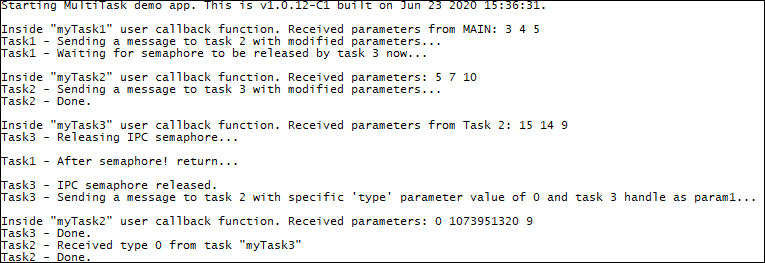 Starting MultiTask demo app. This is v1.0.12-C1 built on Jun 23 2020 15:36:31.
Inside "myTask1" user callback function. Received parameters from MAIN: 3 4 5
Task1 - Sending a message to task 2 with modified parameters...
Task1 - Waiting for semaphore to be released by task 3 now...
Inside "myTask2" user callback function. Received parameters: 5 7 10
Task2 - Sending a message to task 3 with modified parameters...
Task2 - Done.
Inside "myTask3" user callback function. Received parameters from Task 2: 15 14 9
Task3 - Releasing IPC semaphore...
Task1 - After semaphore! return...
Task3 - IPC semaphore released.
Task3 - Sending a message to task 2 with specific 'type' parameter value of 0 and task 3 handle as param1...
Inside "myTask2" user callback function. Received parameters: 0 1073951320 9
Task3 - Done.
Task2 - Received type 0 from task "myTask3"
Task2 - Done.